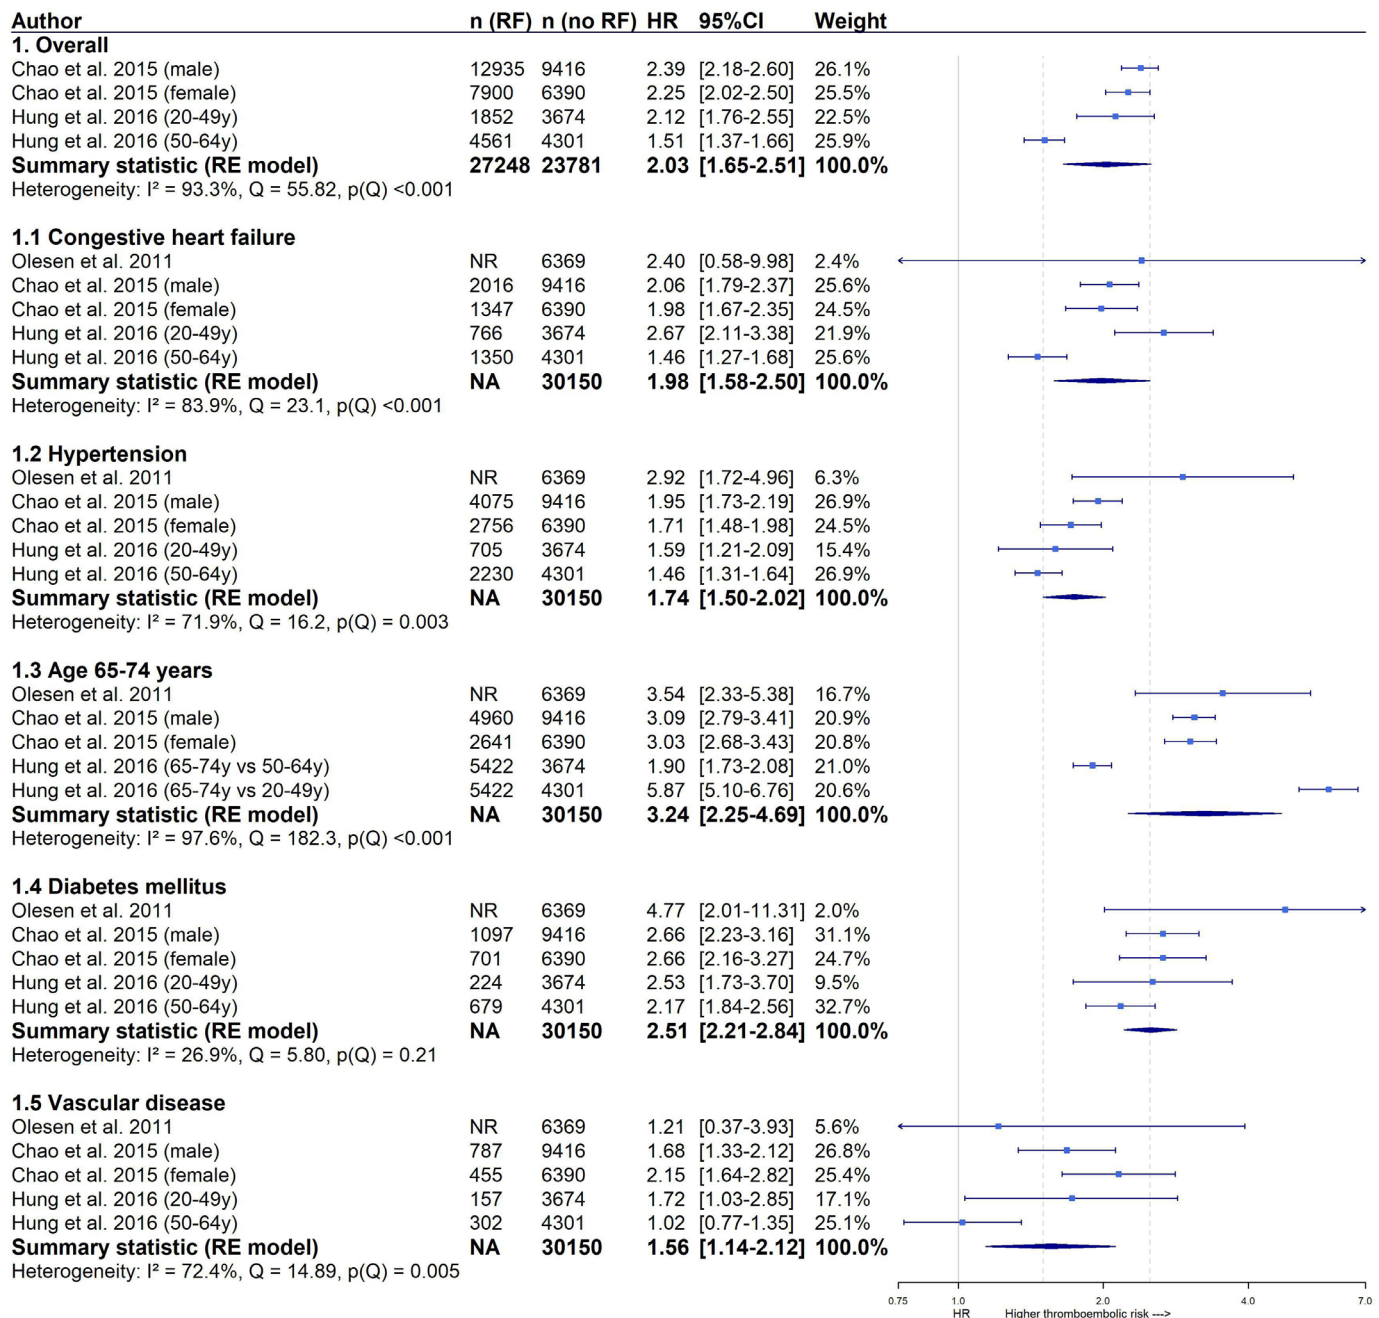 Author n (RF) n (no RF) HR 95%CI Weight
1. Overall
Chao et al. 2015 (male) 12935 9416 2.39 [2.18-2.60] 26.1%
Chao et al. 2015 (female) 7900 6390 2.25 [2.02-2.50] 25.5%
Hung et al. 2016 (20-49y) 1852 3674 2.12 [1.76-2.55] 22.5%
Hung et al. 2016 (50-64y) 4561 4301 1.51 [1.37-1.66] 25.9%
Summary statistic (RE model) 27248 23781 2.03 [1.65-2.51] 100.0%
Heterogeneity: I² = 93.3%, Q = 55.82, p(Q) <0.001
1.1 Congestive heart failure
Olesen et al. 2011 NR 6369 2.40 [0.58-9.98] 2.4%
Chao et al. 2015 (male) 2016 9416 2.06 [1.79-2.37] 25.6%
Chao et al. 2015 (female) 1347 6390 1.98 [1.67-2.35] 24.5%
Hung et al. 2016 (20-49y) 766 3674 2.67 [2.11-3.38] 21.9%
Hung et al. 2016 (50-64y) 1350 4301 1.46 [1.27-1.68] 25.6%
Summary statistic (RE model) NA 30150 1.98 [1.58-2.50] 100.0%
Heterogeneity: I² = 83.9%, Q = 23.1, p(Q) <0.001
1.2 Hypertension
Olesen et al. 2011 NR 6369 2.92 [1.72-4.96] 6.3%
Chao et al. 2015 (male) 4075 9416 1.95 [1.73-2.19] 26.9%
Chao et al. 2015 (female) 2756 6390 1.71 [1.48-1.98] 24.5%
Hung et al. 2016 (20-49y) 705 3674 1.59 [1.21-2.09] 15.4%
Hung et al. 2016 (50-64y) 2230 4301 1.46 [1.31-1.64] 26.9%
Summary statistic (RE model) NA 30150 1.74 [1.50-2.02] 100.0%
Heterogeneity: I² = 71.9%, Q = 16.2, p(Q) = 0.003
1.3 Age 65-74 years
Olesen et al. 2011 NR 6369 3.54 [2.33-5.38] 16.7%
Chao et al. 2015 (male) 4960 9416 3.09 [2.79-3.41] 20.9%
Chao et al. 2015 (female) 2641 6390 3.03 [2.68-3.43] 20.8%
Hung et al. 2016 (65-74y vs 50-64y) 5422 3674 1.90 [1.73-2.08] 21.0%
Hung et al. 2016 (65-74y vs 20-49y) 5422 4301 5.87 [5.10-6.76] 20.6%
Summary statistic (RE model) NA 30150 3.24 [2.25-4.69] 100.0%
Heterogeneity: I² = 97.6%, Q = 182.3, p(Q) <0.001
1.4 Diabetes mellitus
Olesen et al. 2011 NR 6369 4.77 [2.01-11.31] 2.0%
Chao et al. 2015 (male) 1097 9416 2.66 [2.23-3.16] 31.1%
Chao et al. 2015 (female) 701 6390 2.66 [2.16-3.27] 24.7%
Hung et al. 2016 (20-49y) 224 3674 2.53 [1.73-3.70] 9.5%
Hung et al. 2016 (50-64y) 679 4301 2.17 [1.84-2.56] 32.7%
Summary statistic (RE model) NA 30150 2.51 [2.21-2.84] 100.0%
Heterogeneity: I² = 26.9%, Q = 5.80, p(Q) = 0.21
1.5 Vascular disease
Olesen et al. 2011 NR 6369 1.21 [0.37-3.93] 5.6%
Chao et al. 2015 (male) 787 9416 1.68 [1.33-2.12] 26.8%
Chao et al. 2015 (female) 455 6390 2.15 [1.64-2.82] 25.4%
Hung et al. 2016 (20-49y) 157 3674 1.72 [1.03-2.85] 17.1%
Hung et al. 2016 (50-64y) 302 4301 1.02 [0.77-1.35] 25.1%
Summary statistic (RE model) NA 30150 1.56 [1.14-2.12] 100.0%
Heterogeneity: I² = 72.4%, Q = 14.89, p(Q) = 0.005
0.75 1.0 2.0 4.0 7.0
HR Higher thromboembolic risk --->